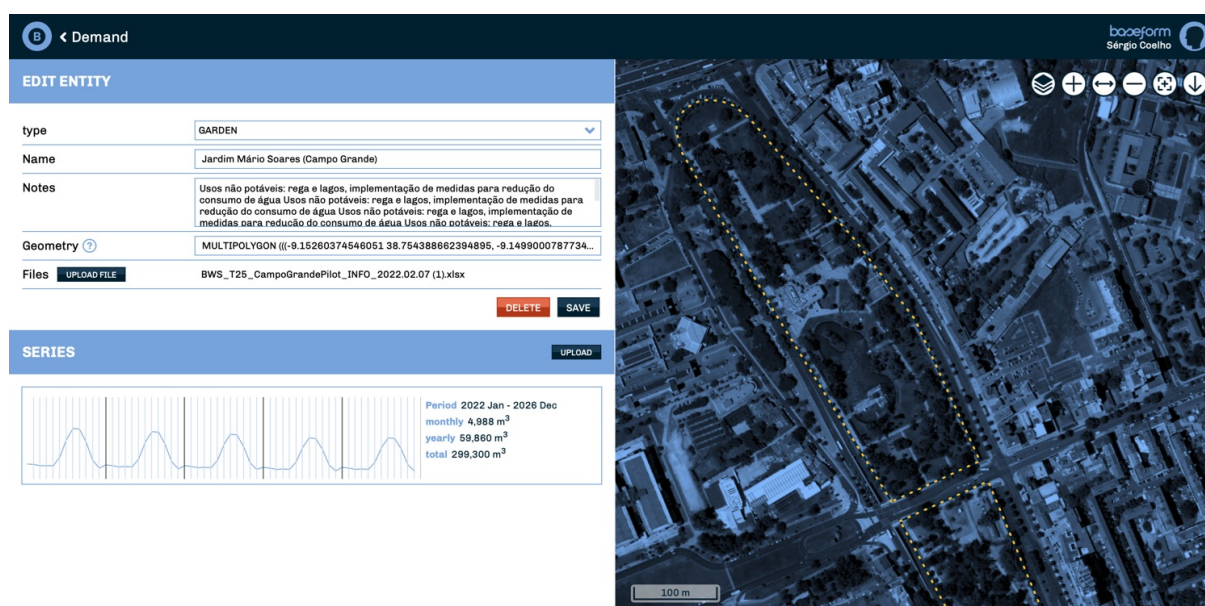 B < Demand
baseform
Sérgio Coelho
EDIT ENTITY
type GARDEN
Name Jardim Mário Soares (Campo Grande)
Notes Usos não potáveis: rega e lagos, implementação de medidas para redução do
consumo de água Usos não potáveis: rega e lagos, implementação de medidas para
redução do consumo de água Usos não potáveis: rega e lagos, implementação de
medidas para redução do consumo de água Usos não potáveis: rega e lagos,
Geometry ? MULTIPOLYGON (((-9.15260374546051 38.754388662394895, -9.1499000787734...
Files UPLOAD FILE BWS_T25_CampoGrandePilot_INFO_2022.02.07 (1).xlsx
DELETE SAVE
SERIES UPLOAD
Period 2022 Jan - 2026 Dec
monthly 4,988 m³
yearly 59,860 m³
total 299,300 m³
100 m